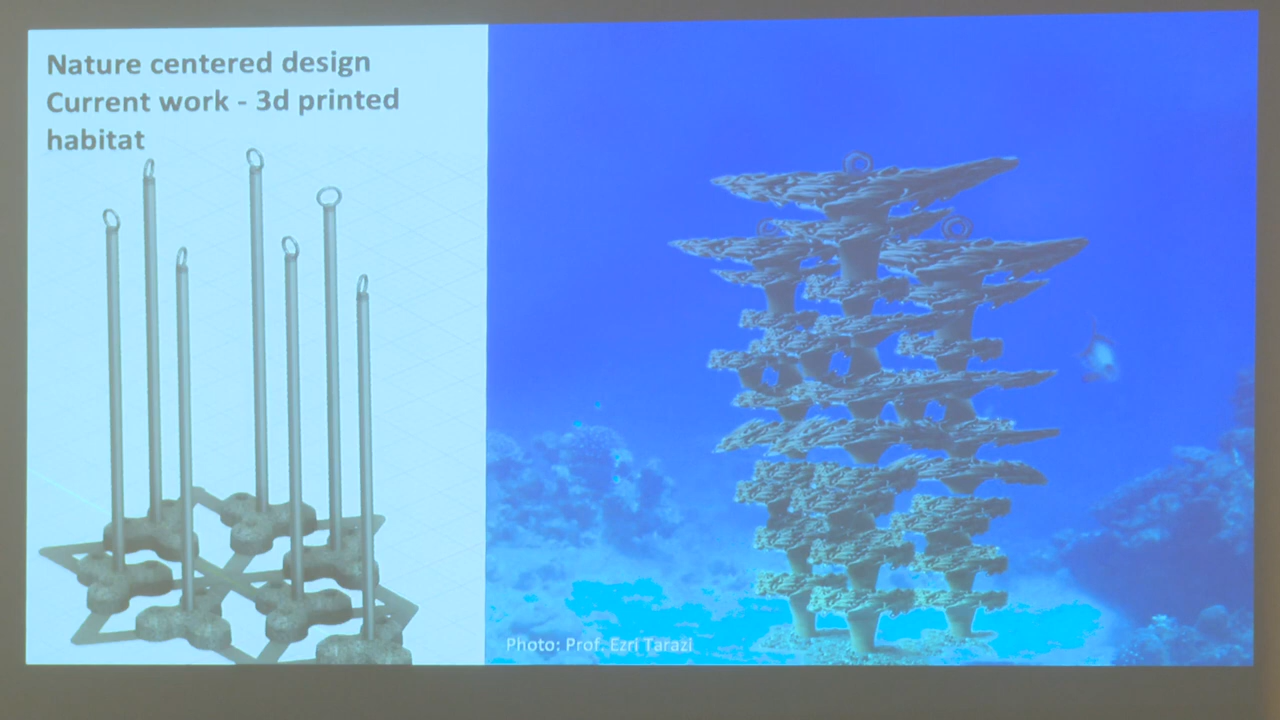 Nature centered design
Current work - 3d printed
habitat
Photo: Prof. Ezri Tarazi